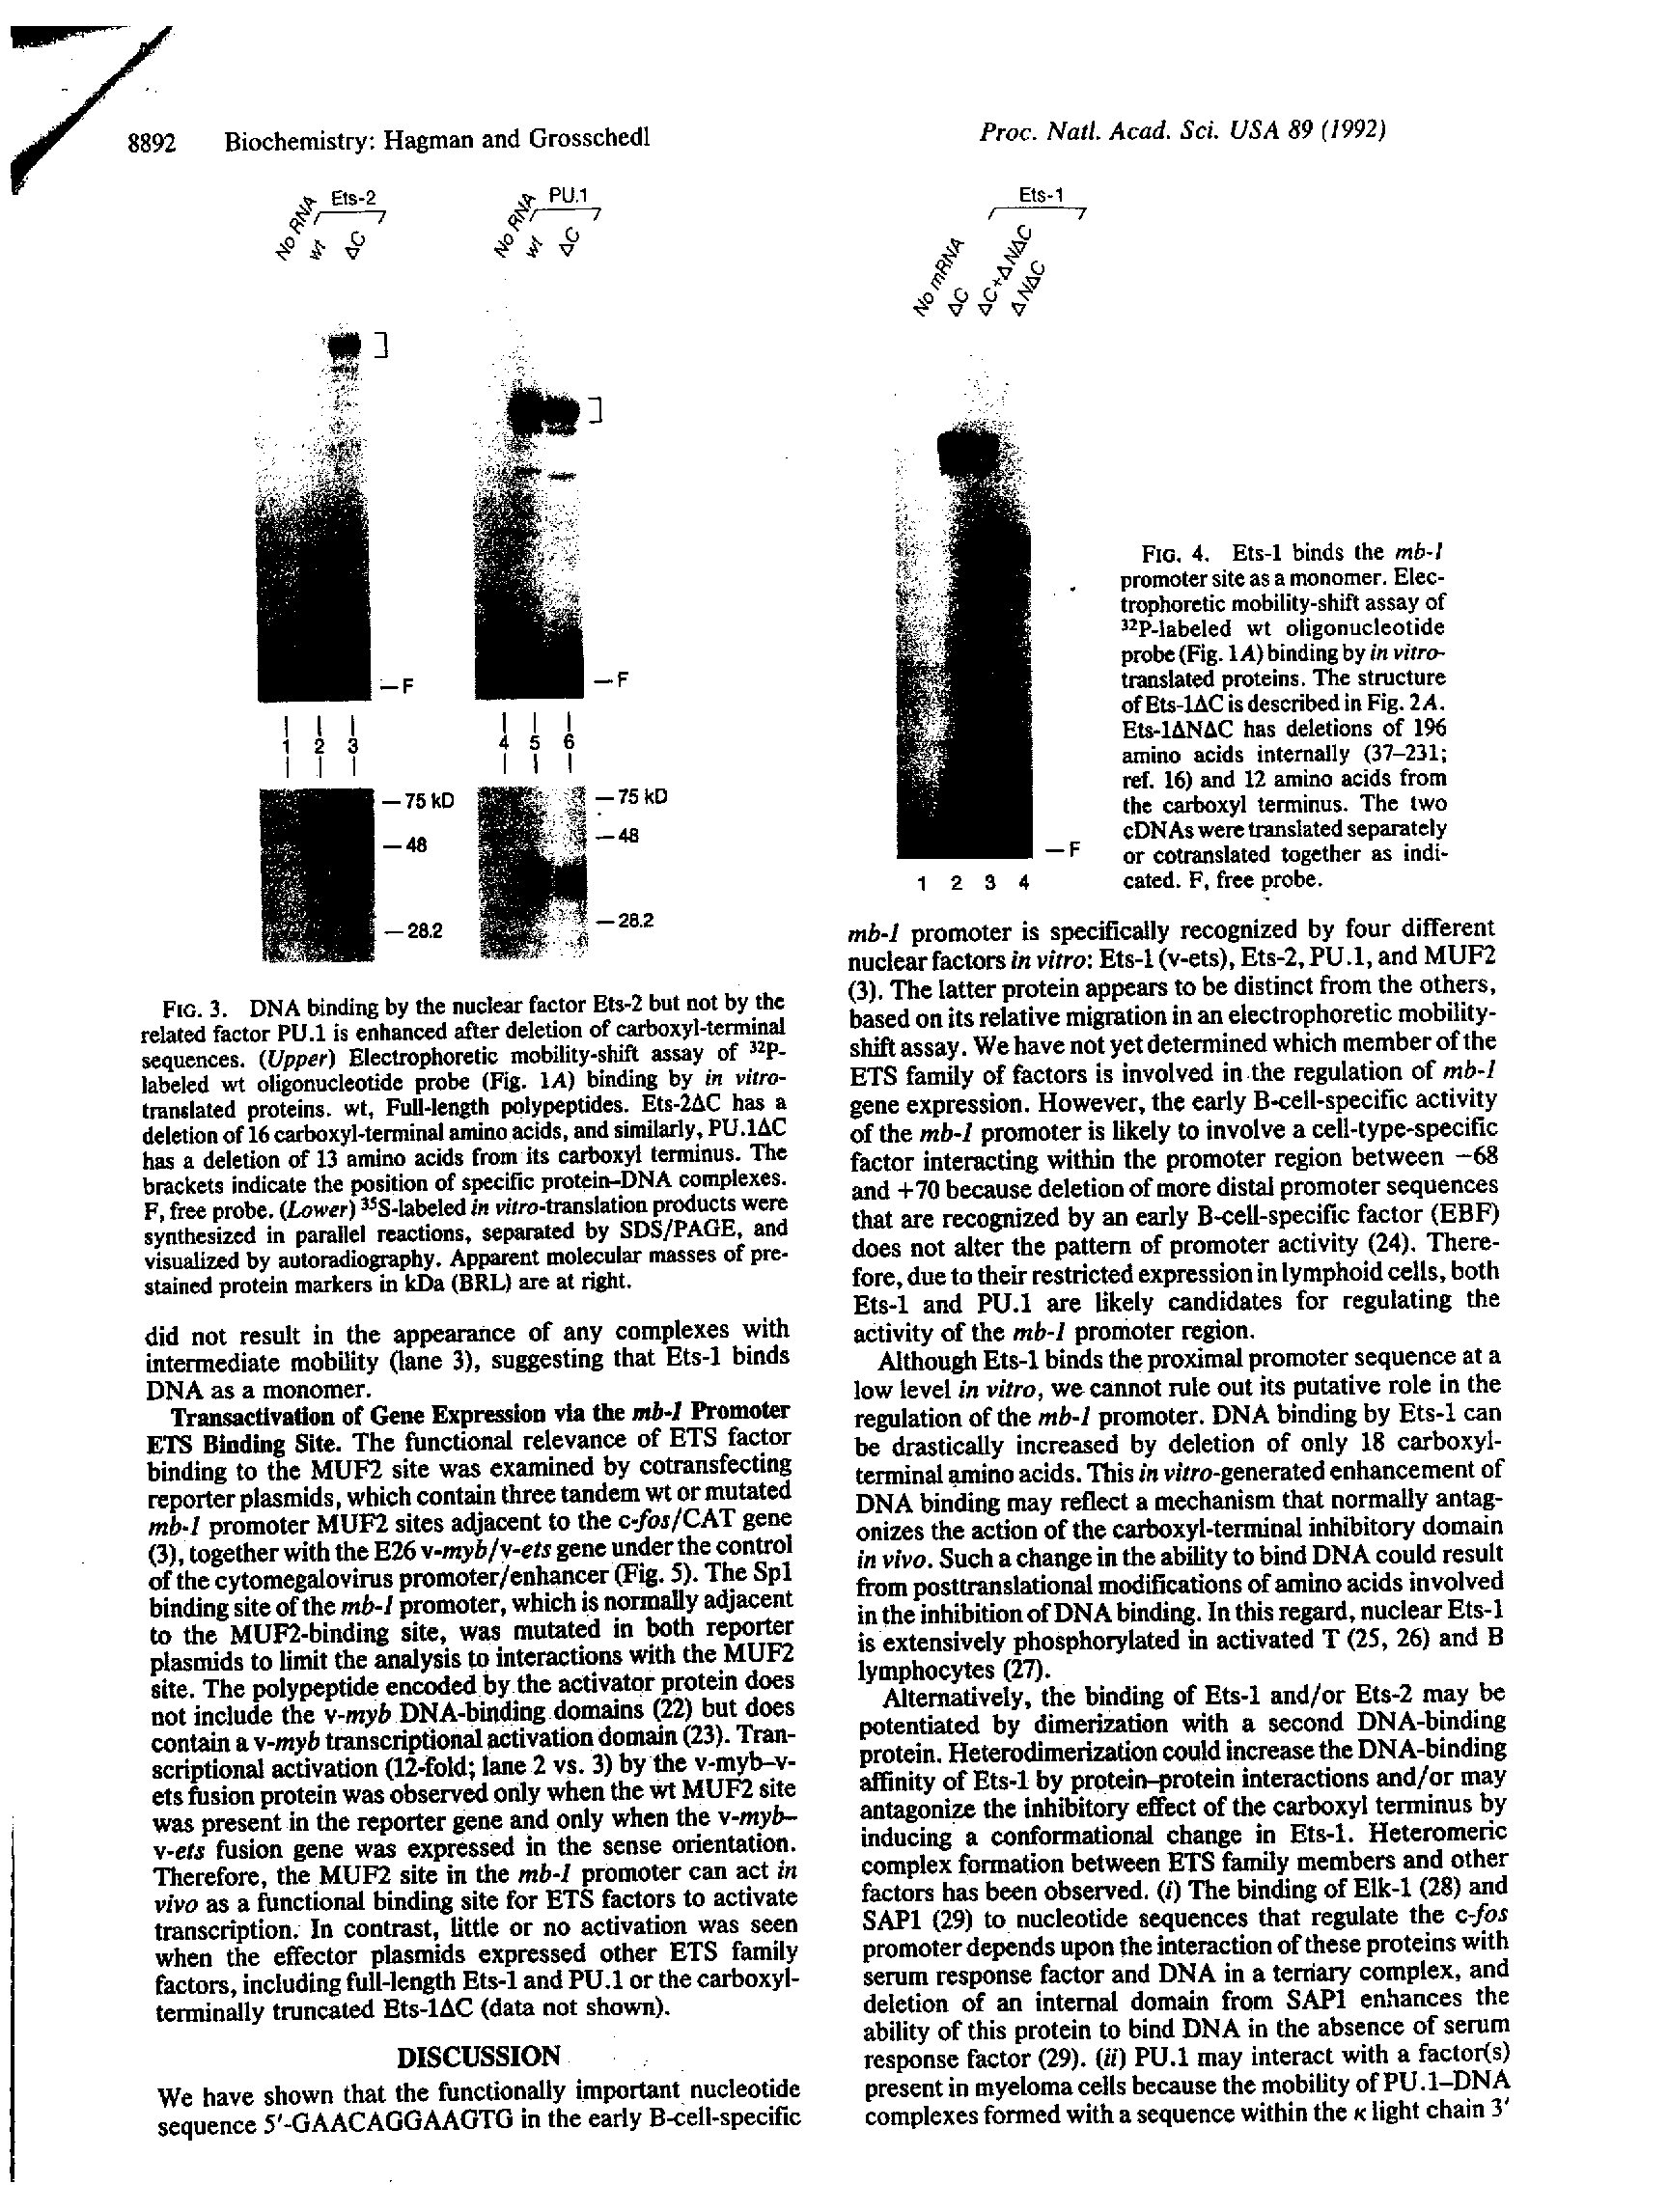 8892 Biochemistry: Hagman and Grosschedl
Proc. Natl. Acad. Sci. USA 89 (1992)
No RNA
Ets-2
wt
ΔC
No RNA
PU.1
wt
ΔC
]
]
–F
–F
1 2 3
4 5 6
–75 kD
–48
–28.2
–75 kD
–48
–28.2
FIG. 3. DNA binding by the nuclear factor Ets-2 but not by the
related factor PU.1 is enhanced after deletion of carboxyl-terminal
sequences. (Upper) Electrophoretic mobility-shift assay of ³²P-
labeled wt oligonucleotide probe (Fig. 1A) binding by in vitro-
translated proteins. wt, Full-length polypeptides. Ets-2ΔC has a
deletion of 16 carboxyl-terminal amino acids, and similarly, PU.1ΔC
has a deletion of 13 amino acids from its carboxyl terminus. The
brackets indicate the position of specific protein–DNA complexes.
F, free probe. (Lower) ³⁵S-labeled in vitro-translation products were
synthesized in parallel reactions, separated by SDS/PAGE, and
visualized by autoradiography. Apparent molecular masses of pre-
stained protein markers in kDa (BRL) are at right.
did not result in the appearance of any complexes with
intermediate mobility (lane 3), suggesting that Ets-1 binds
DNA as a monomer.
Transactivation of Gene Expression via the mb-1 Promoter
ETS Binding Site. The functional relevance of ETS factor
binding to the MUF2 site was examined by cotransfecting
reporter plasmids, which contain three tandem wt or mutated
mb-1 promoter MUF2 sites adjacent to the c-fos/CAT gene
(3), together with the E26 v-myb/v-ets gene under the control
of the cytomegalovirus promoter/enhancer (Fig. 5). The Sp1
binding site of the mb-1 promoter, which is normally adjacent
to the MUF2-binding site, was mutated in both reporter
plasmids to limit the analysis to interactions with the MUF2
site. The polypeptide encoded by the activator protein does
not include the v-myb DNA-binding domains (22) but does
contain a v-myb transcriptional activation domain (23). Tran-
scriptional activation (12-fold; lane 2 vs. 3) by the v-myb–v-
ets fusion protein was observed only when the wt MUF2 site
was present in the reporter gene and only when the v-myb–
v-ets fusion gene was expressed in the sense orientation.
Therefore, the MUF2 site in the mb-1 promoter can act in
vivo as a functional binding site for ETS factors to activate
transcription. In contrast, little or no activation was seen
when the effector plasmids expressed other ETS family
factors, including full-length Ets-1 and PU.1 or the carboxyl-
terminally truncated Ets-1ΔC (data not shown).
DISCUSSION
We have shown that the functionally important nucleotide
sequence 5′-GAACAGGAAGTG in the early B-cell-specific
Ets-1
No mRNA
ΔC
ΔC+ΔNΔC
ΔNΔC
–F
1 2 3 4
FIG. 4. Ets-1 binds the mb-1
promoter site as a monomer. Elec-
trophoretic mobility-shift assay of
³²P-labeled wt oligonucleotide
probe (Fig. 1A) binding by in vitro-
translated proteins. The structure
of Ets-1ΔC is described in Fig. 2A.
Ets-1ΔNΔC has deletions of 196
amino acids internally (37–231;
ref. 16) and 12 amino acids from
the carboxyl terminus. The two
cDNAs were translated separately
or cotranslated together as indi-
cated. F, free probe.
mb-1 promoter is specifically recognized by four different
nuclear factors in vitro: Ets-1 (v-ets), Ets-2, PU.1, and MUF2
(3). The latter protein appears to be distinct from the others,
based on its relative migration in an electrophoretic mobility-
shift assay. We have not yet determined which member of the
ETS family of factors is involved in the regulation of mb-1
gene expression. However, the early B-cell-specific activity
of the mb-1 promoter is likely to involve a cell-type-specific
factor interacting within the promoter region between −68
and +70 because deletion of more distal promoter sequences
that are recognized by an early B-cell-specific factor (EBF)
does not alter the pattern of promoter activity (24). There-
fore, due to their restricted expression in lymphoid cells, both
Ets-1 and PU.1 are likely candidates for regulating the
activity of the mb-1 promoter region.
Although Ets-1 binds the proximal promoter sequence at a
low level in vitro, we cannot rule out its putative role in the
regulation of the mb-1 promoter. DNA binding by Ets-1 can
be drastically increased by deletion of only 18 carboxyl-
terminal amino acids. This in vitro-generated enhancement of
DNA binding may reflect a mechanism that normally antag-
onizes the action of the carboxyl-terminal inhibitory domain
in vivo. Such a change in the ability to bind DNA could result
from posttranslational modifications of amino acids involved
in the inhibition of DNA binding. In this regard, nuclear Ets-1
is extensively phosphorylated in activated T (25, 26) and B
lymphocytes (27).
Alternatively, the binding of Ets-1 and/or Ets-2 may be
potentiated by dimerization with a second DNA-binding
protein. Heterodimerization could increase the DNA-binding
affinity of Ets-1 by protein–protein interactions and/or may
antagonize the inhibitory effect of the carboxyl terminus by
inducing a conformational change in Ets-1. Heteromeric
complex formation between ETS family members and other
factors has been observed. (i) The binding of Elk-1 (28) and
SAP1 (29) to nucleotide sequences that regulate the c-fos
promoter depends upon the interaction of these proteins with
serum response factor and DNA in a terniary complex, and
deletion of an internal domain from SAP1 enhances the
ability of this protein to bind DNA in the absence of serum
response factor (29). (ii) PU.1 may interact with a factor(s)
present in myeloma cells because the mobility of PU.1–DNA
complexes formed with a sequence within the κ light chain 3′